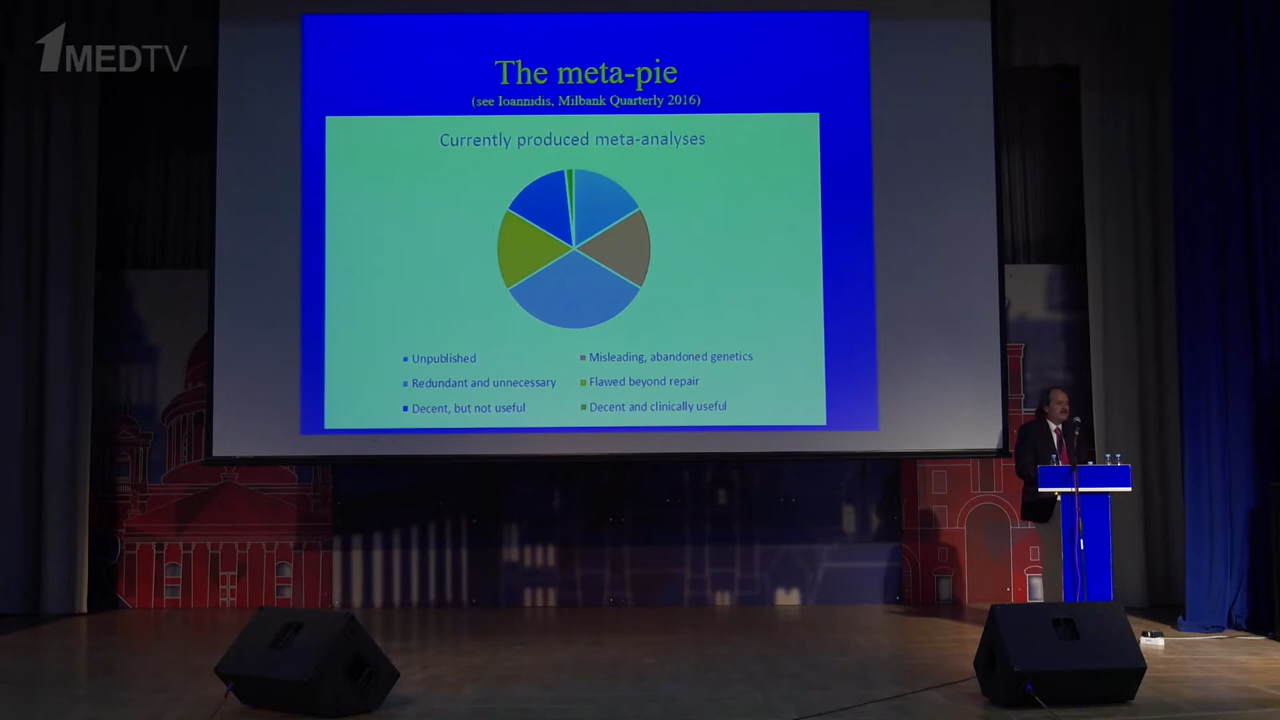 1MEDTV
The meta-pie
(see Ioannidis, Milbank Quarterly 2016)
Currently produced meta-analyses
Unpublished
Misleading, abandoned genetics
Redundant and unnecessary
Flawed beyond repair
Decent, but not useful
Decent and clinically useful